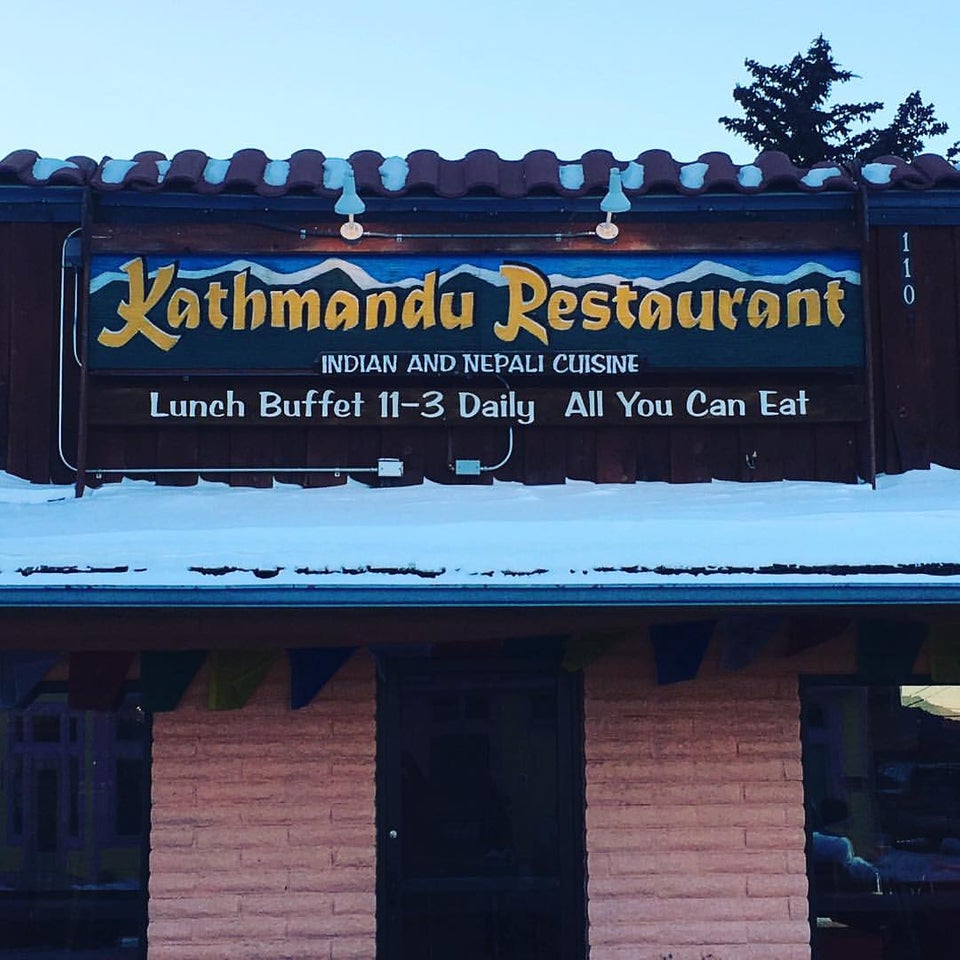 Kathmandu Restaurant
INDIAN AND NEPALI CUISINE
Lunch Buffet 11-3 Daily All You Can Eat
110